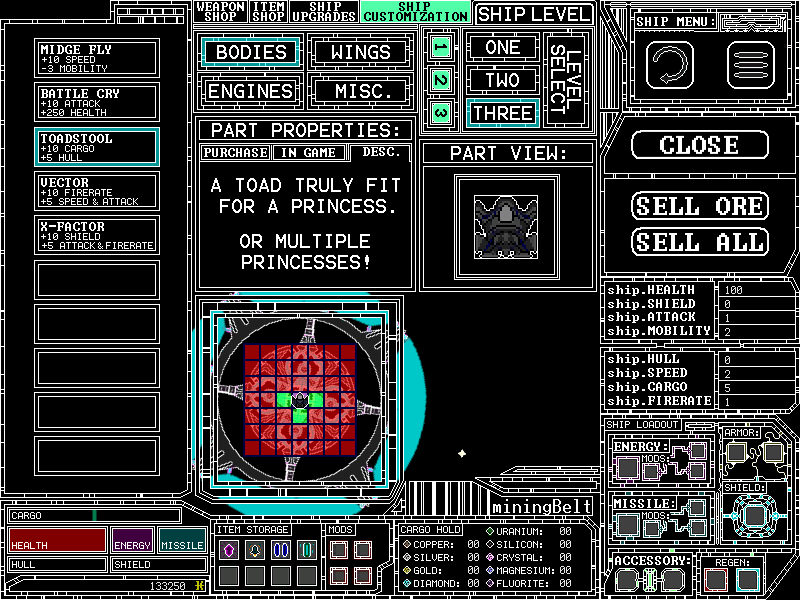 WEAPON SHOP
ITEM SHOP
SHIP UPGRADES
SHIP CUSTOMIZATION
SHIP LEVEL
SHIP MENU:
MIDGE FLY
+10 SPEED
-3 MOBILITY
BATTLE CRY
+10 ATTACK
+250 HEALTH
TOADSTOOL
+10 CARGO
+5 HULL
VECTOR
+10 FIRERATE
+5 SPEED & ATTACK
X-FACTOR
+10 SHIELD
+5 ATTACK & FIRERATE
BODIES
WINGS
ENGINES
MISC.
1
2
3
ONE
TWO
THREE
LEVEL SELECT
PART PROPERTIES:
PURCHASE
IN GAME
DESC.
A TOAD TRULY FIT
FOR A PRINCESS.
OR MULTIPLE
PRINCESSES!
PART VIEW:
CLOSE
SELL ORE
SELL ALL
ship.HEALTH 100
ship.SHIELD 0
ship.ATTACK 1
ship.MOBILITY 2
ship.HULL 0
ship.SPEED 2
ship.CARGO 5
ship.FIRERATE 1
SHIP LOADOUT
ENERGY:
MODS:
MISSILE:
MODS:
ARMOR:
SHIELD:
ACCESSORY:
REGEN:
miningBelt
CARGO
HEALTH
ENERGY
MISSILE
HULL
SHIELD
133250
ITEM STORAGE
MODS
CARGO HOLD
COPPER: 00
SILVER: 00
GOLD: 00
DIAMOND: 00
URANIUM: 00
SILICON: 00
CRYSTAL: 00
MAGNESIUM: 00
FLUORITE: 00